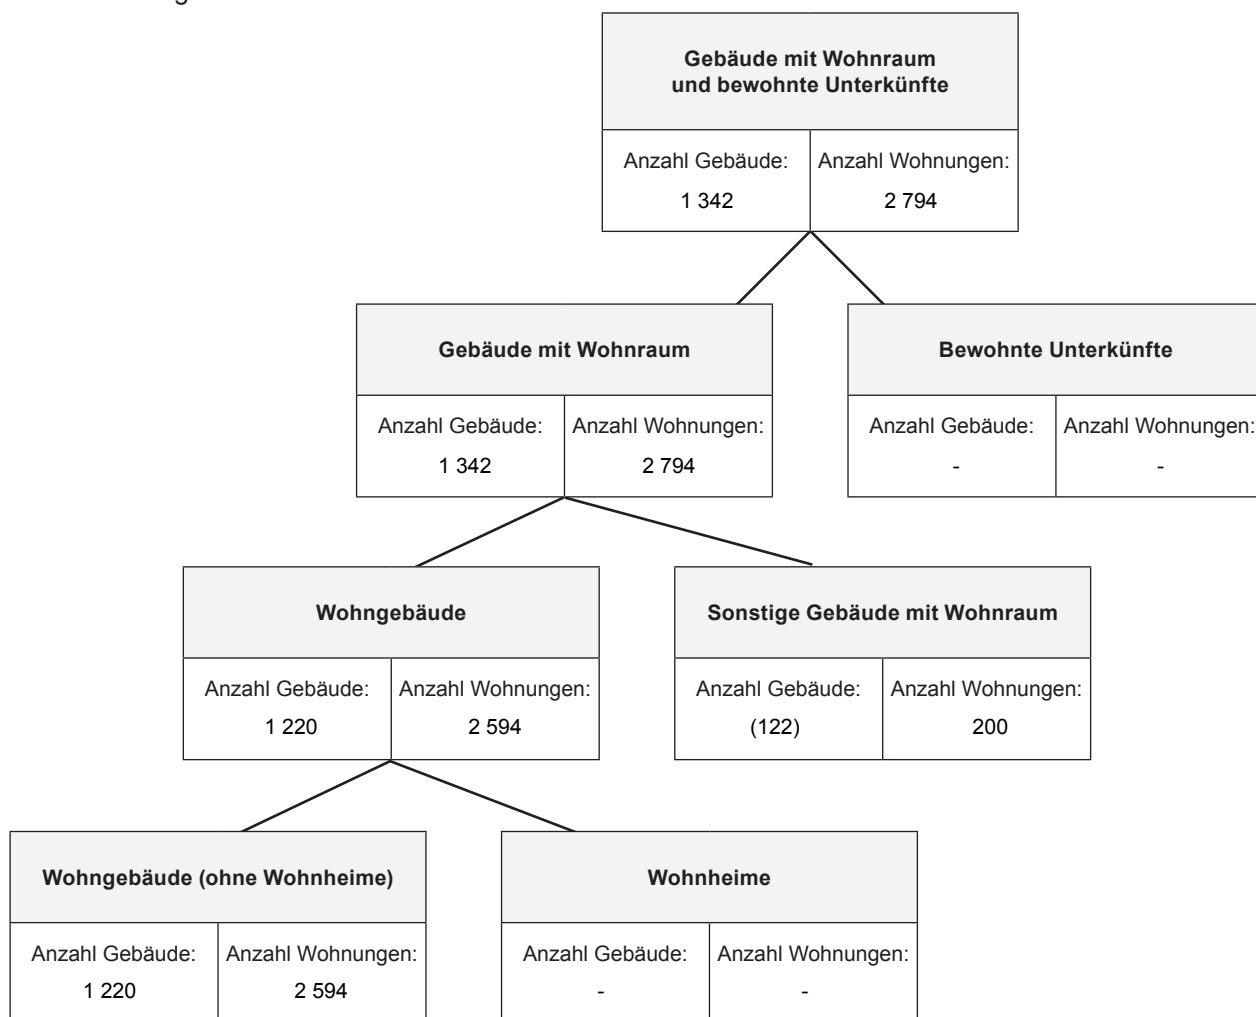 Gebäude mit Wohnraum
und bewohnte Unterkünfte
Anzahl Gebäude: Anzahl Wohnungen:
1 342 2 794
Gebäude mit Wohnraum
Anzahl Gebäude: Anzahl Wohnungen:
1 342 2 794
Bewohnte Unterkünfte
Anzahl Gebäude: Anzahl Wohnungen:
- -
Wohngebäude
Anzahl Gebäude: Anzahl Wohnungen:
1 220 2 594
Sonstige Gebäude mit Wohnraum
Anzahl Gebäude: Anzahl Wohnungen:
(122) 200
Wohngebäude (ohne Wohnheime)
Anzahl Gebäude: Anzahl Wohnungen:
1 220 2 594
Wohnheime
Anzahl Gebäude: Anzahl Wohnungen:
- -